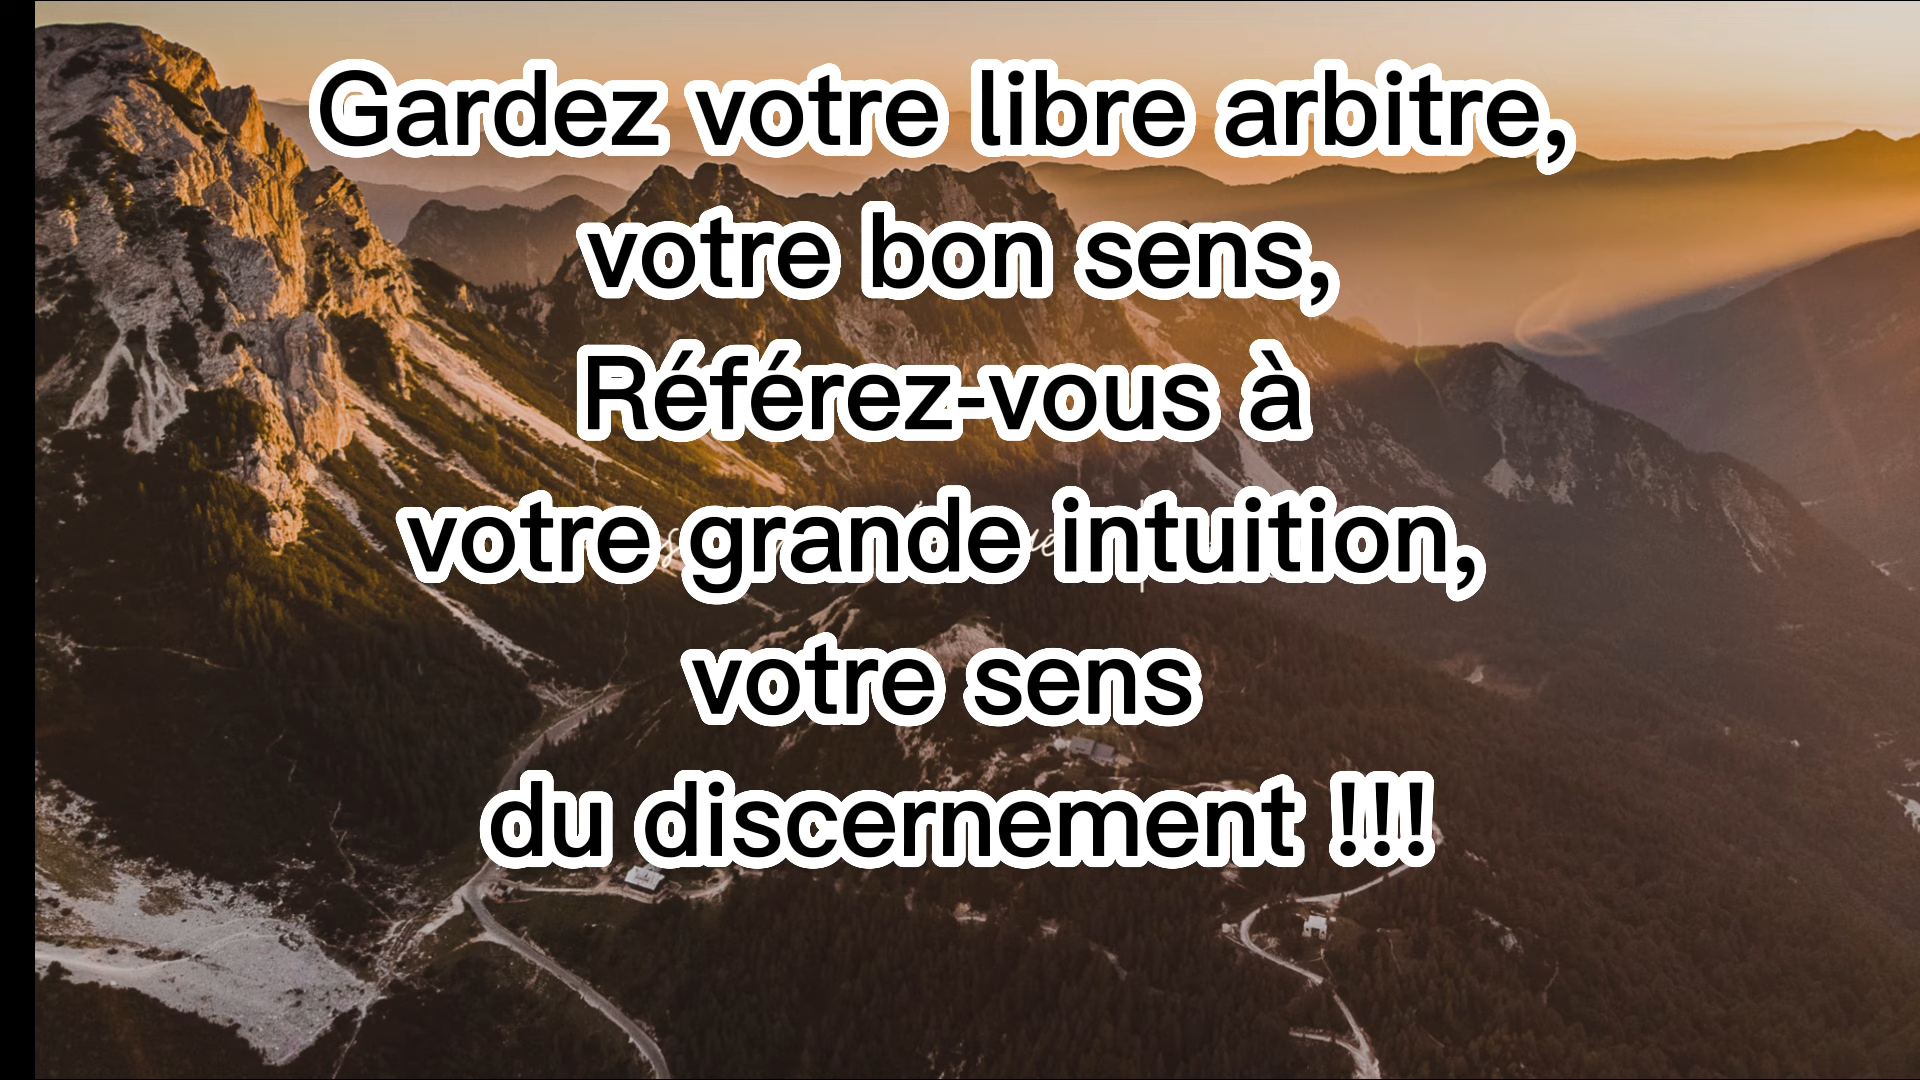 Gardez votre libre arbitre,
votre bon sens,
Référez-vous à
votre grande intuition,
votre sens
du discernement !!!